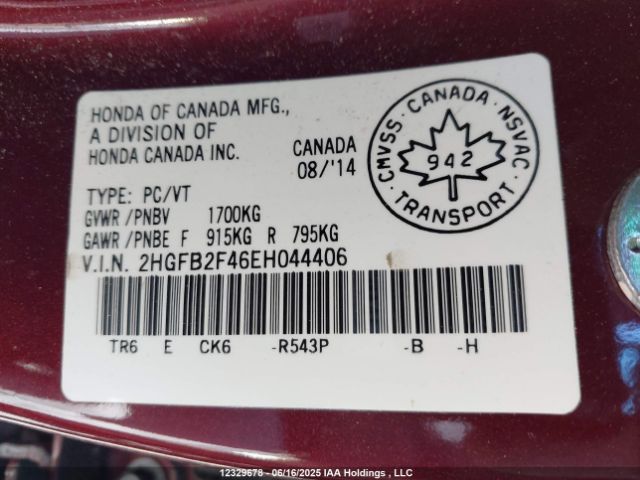 HONDA OF CANADA MFG.,
A DIVISION OF
HONDA CANADA INC.
CANADA
08/'14
CMVSS · CANADA · NSVAC
942
TRANSPORT
TYPE: PC/VT
GVWR /PNBV 1700KG
GAWR /PNBE F 915KG R 795KG
V.I.N. 2HGFB2F46EH044406
TR6 E CK6 -R543P -B -H
12329678 - 06/16/2025 IAA Holdings , LLC